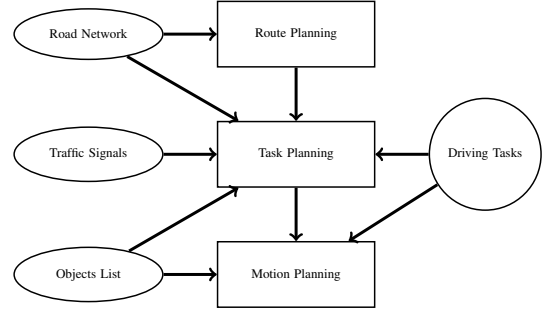 Road Network
Route Planning
Traffic Signals
Task Planning
Driving Tasks
Objects List
Motion Planning